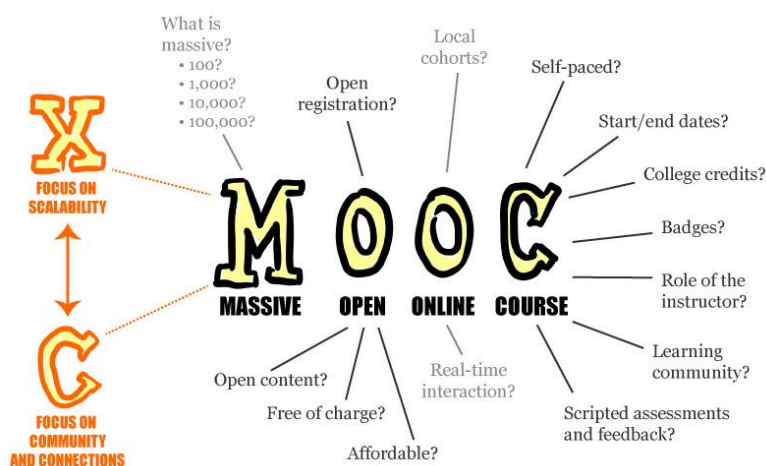 What is
massive?
• 100?
• 1,000?
• 10,000?
• 100,000?
Open
registration?
Local
cohorts?
Self-paced?
Start/end dates?
College credits?
Badges?
Role of the
instructor?
Learning
community?
Scripted assessments
and feedback?
X
FOCUS ON
SCALABILITY
C
FOCUS ON
COMMUNITY
AND CONNECTIONS
MOOC
MASSIVE OPEN ONLINE COURSE
Open content?
Free of charge?
Affordable?
Real-time
interaction?